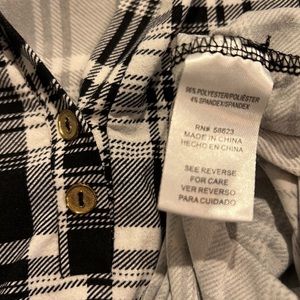 96% POLYESTER/POLIÉSTER
4% SPANDEX/SPANDEX
RN# 58623
MADE IN CHINA
HECHO EN CHINA
SEE REVERSE
FOR CARE
VER REVERSO
PARA CUIDADO